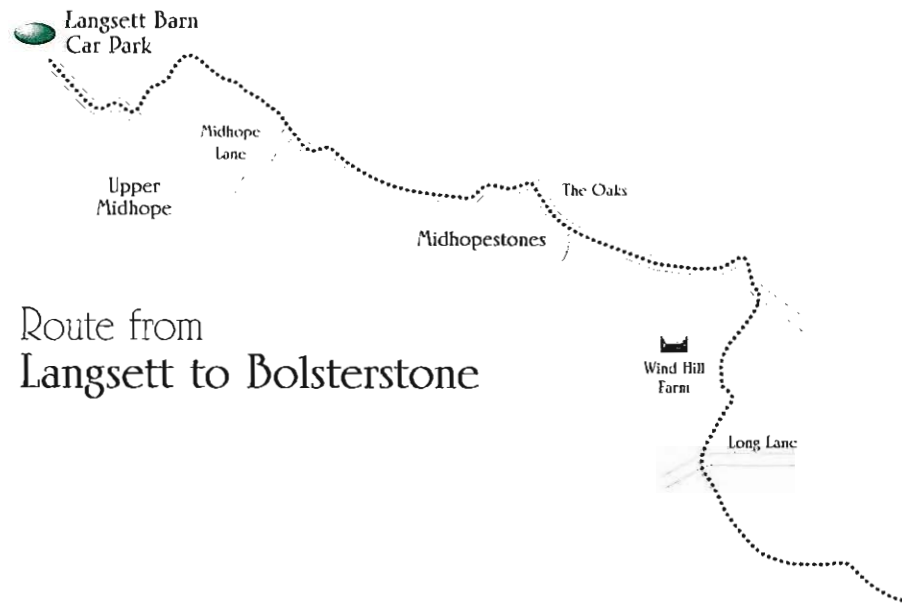 Langsett Barn
Car Park
Midhope
Lane
Upper
Midhope
The Oaks
Midhopestones
Route from
Langsett to Bolsterstone
Wind Hill
Farm
Long Lane